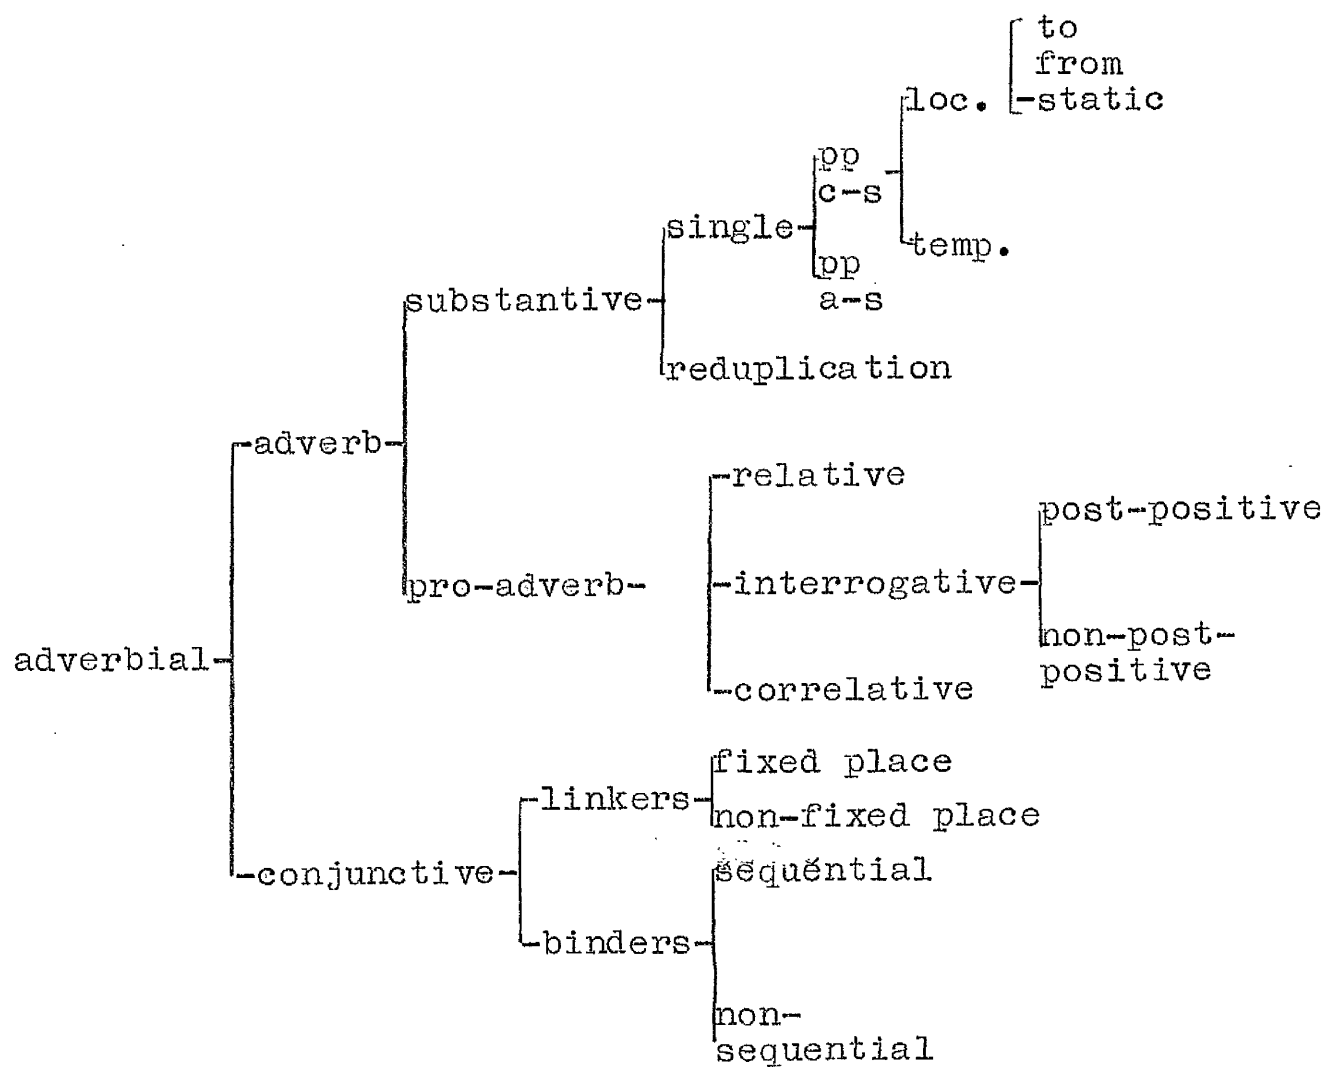 to
from
static
loc.
pp
c-s
single
temp.
pp
a-s
substantive
reduplication
adverb
relative
post-positive
pro-adverb
interrogative
non-post-
positive
adverbial
correlative
fixed place
linkers
non-fixed place
conjunctive
sequential
binders
non-
sequential